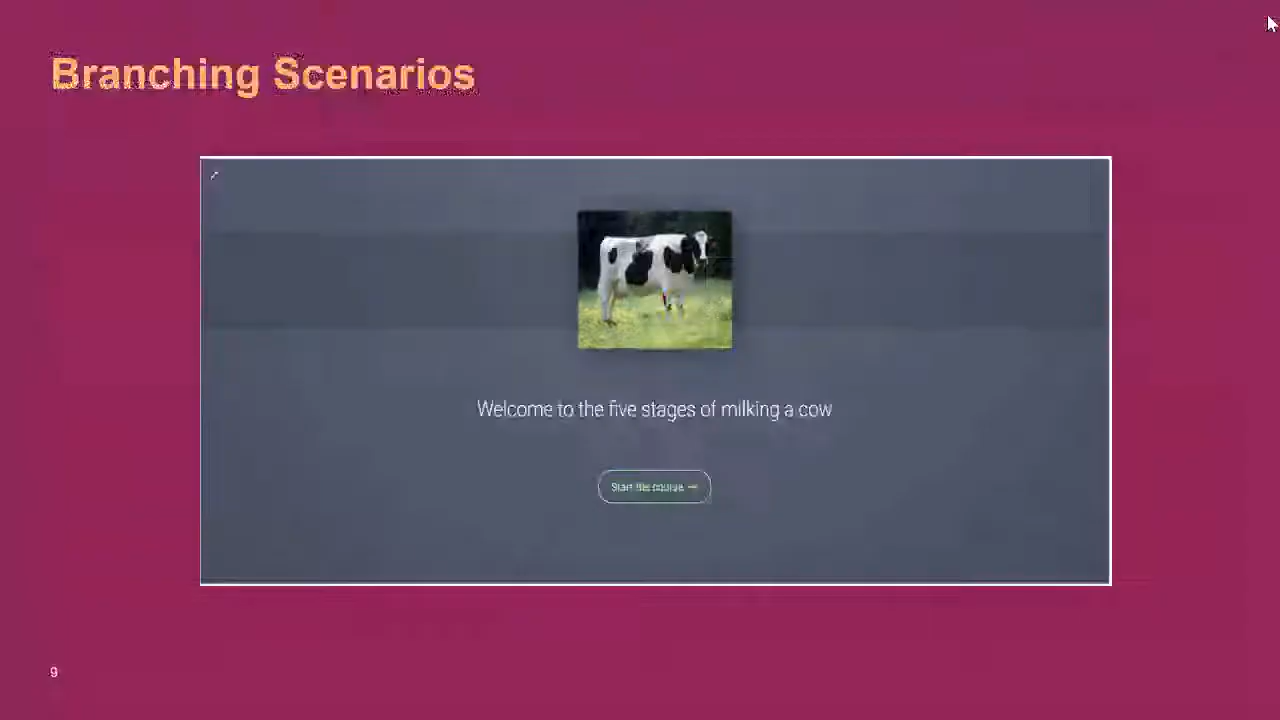 Branching Scenarios
Welcome to the five stages of milking a cow
Start the course
9